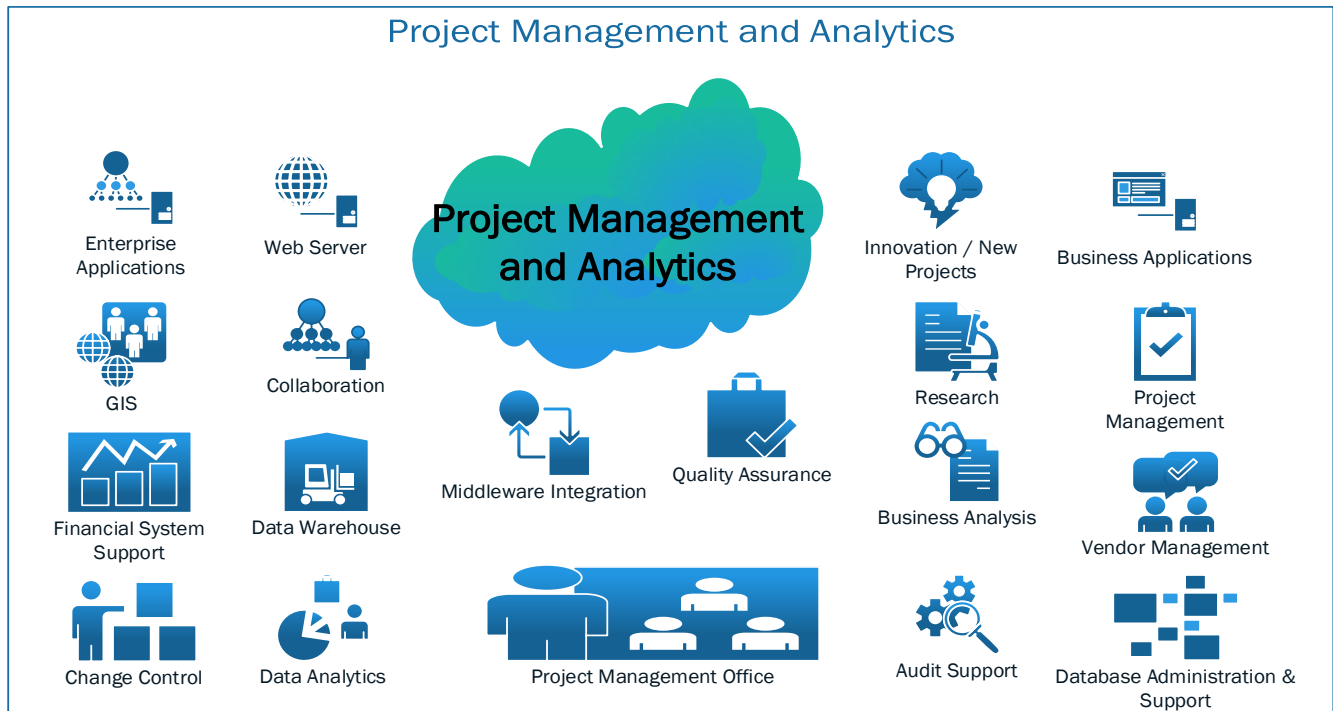 Project Management and Analytics
Project Management
and Analytics
Enterprise
Applications
Web Server
Innovation / New
Projects
Business Applications
GIS
Collaboration
Research
Project
Management
Middleware Integration
Quality Assurance
Financial System
Support
Data Warehouse
Business Analysis
Vendor Management
Change Control
Data Analytics
Project Management Office
Audit Support
Database Administration &
Support